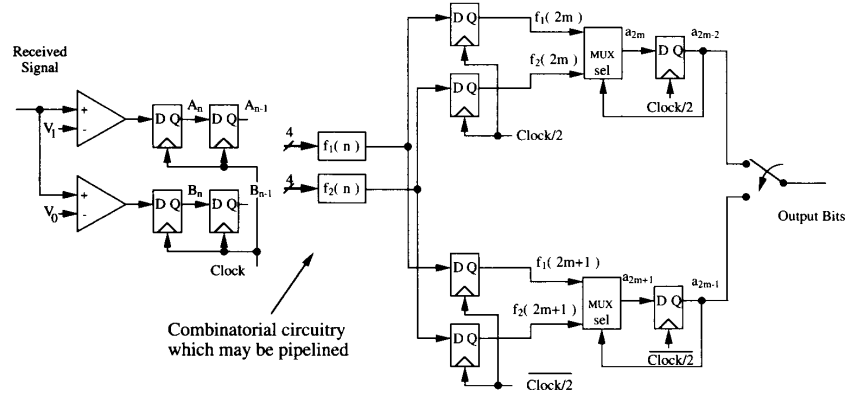 Received
Signal
+
-
V1
D Q
An
D Q
An-1
+
-
V0
D Q
Bn
D Q
Bn-1
Clock
4
f1( n )
4
f2( n )
Combinatorial circuitry
which may be pipelined
D Q
f1( 2m )
D Q
f2( 2m )
Clock/2
MUX
sel
a2m
D Q
a2m-2
Clock/2
D Q
f1( 2m+1 )
D Q
f2( 2m+1 )
Clock/2
MUX
sel
a2m+1
D Q
a2m-1
Clock/2
Output Bits